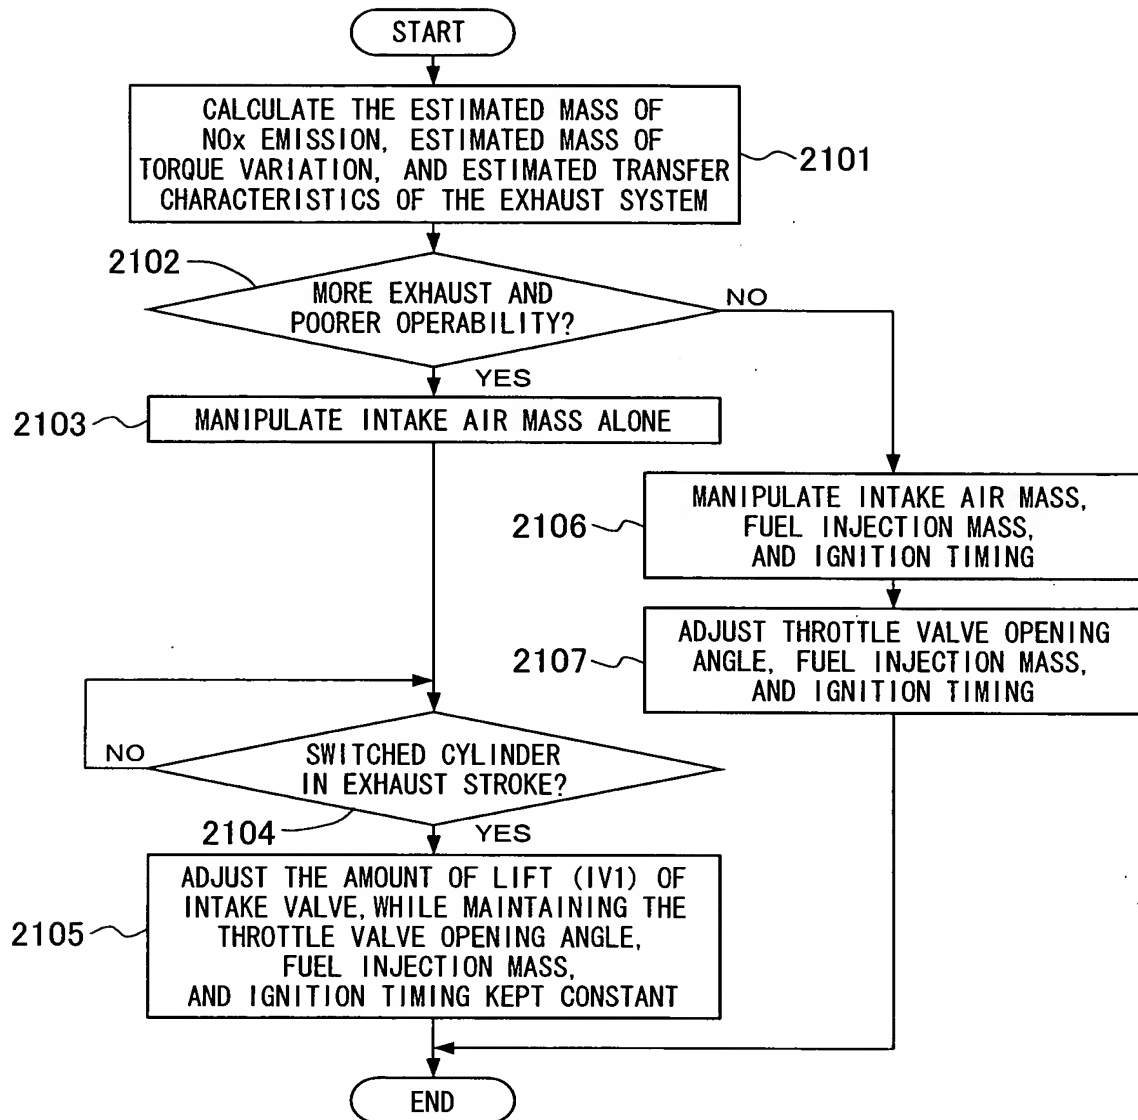 START
CALCULATE THE ESTIMATED MASS OF
NOx EMISSION, ESTIMATED MASS OF
TORQUE VARIATION, AND ESTIMATED TRANSFER
CHARACTERISTICS OF THE EXHAUST SYSTEM
2101
2102
MORE EXHAUST AND
POORER OPERABILITY?
NO
YES
2103
MANIPULATE INTAKE AIR MASS ALONE
2106
MANIPULATE INTAKE AIR MASS,
FUEL INJECTION MASS,
AND IGNITION TIMING
2107
ADJUST THROTTLE VALVE OPENING
ANGLE, FUEL INJECTION MASS,
AND IGNITION TIMING
NO
SWITCHED CYLINDER
IN EXHAUST STROKE?
2104
YES
2105
ADJUST THE AMOUNT OF LIFT (IV1) OF
INTAKE VALVE, WHILE MAINTAINING THE
THROTTLE VALVE OPENING ANGLE,
FUEL INJECTION MASS,
AND IGNITION TIMING KEPT CONSTANT
END